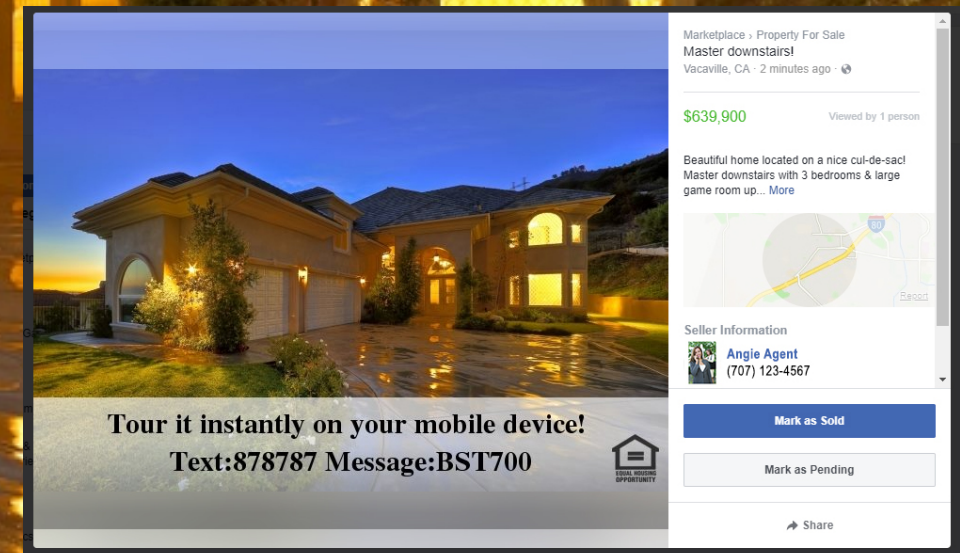 Marketplace › Property For Sale
Master downstairs!
Vacaville, CA · 2 minutes ago ·
$639,900
Viewed by 1 person
Beautiful home located on a nice cul-de-sac!
Master downstairs with 3 bedrooms & large
game room up... More
80
Report
Seller Information
Angie Agent
(707) 123-4567
Mark as Sold
Mark as Pending
Share
Tour it instantly on your mobile device!
Text:878787 Message:BST700
EQUAL HOUSING
OPPORTUNITY